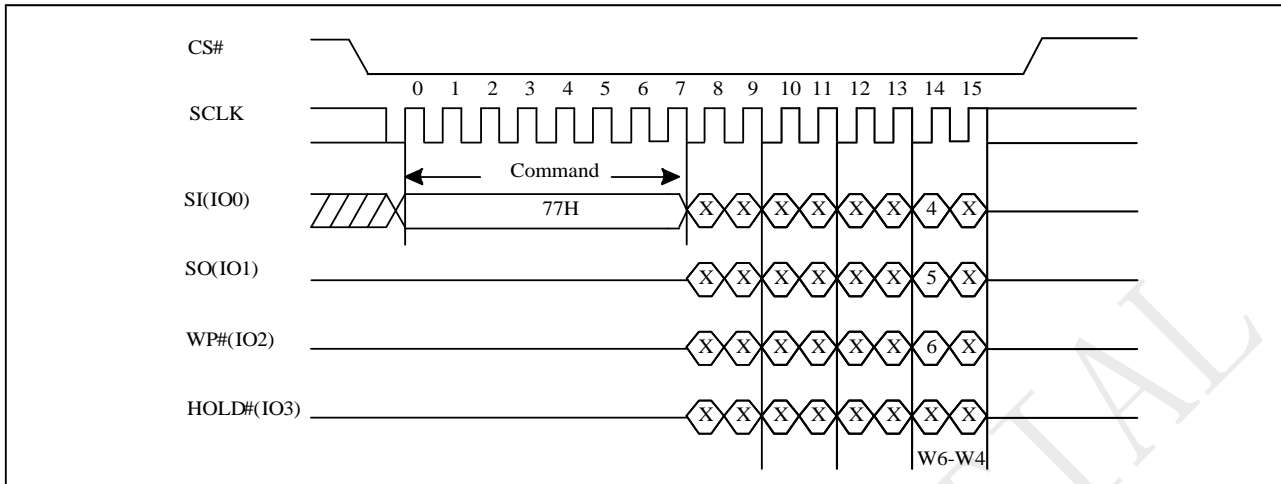 CS#
0 1 2 3 4 5 6 7 8 9 10 11 12 13 14 15
SCLK
Command
SI(IO0) 77H X X X X X X 4 X
SO(IO1) X X X X X X 5 X
WP#(IO2) X X X X X X 6 X
HOLD#(IO3) X X X X X X X X
W6-W4